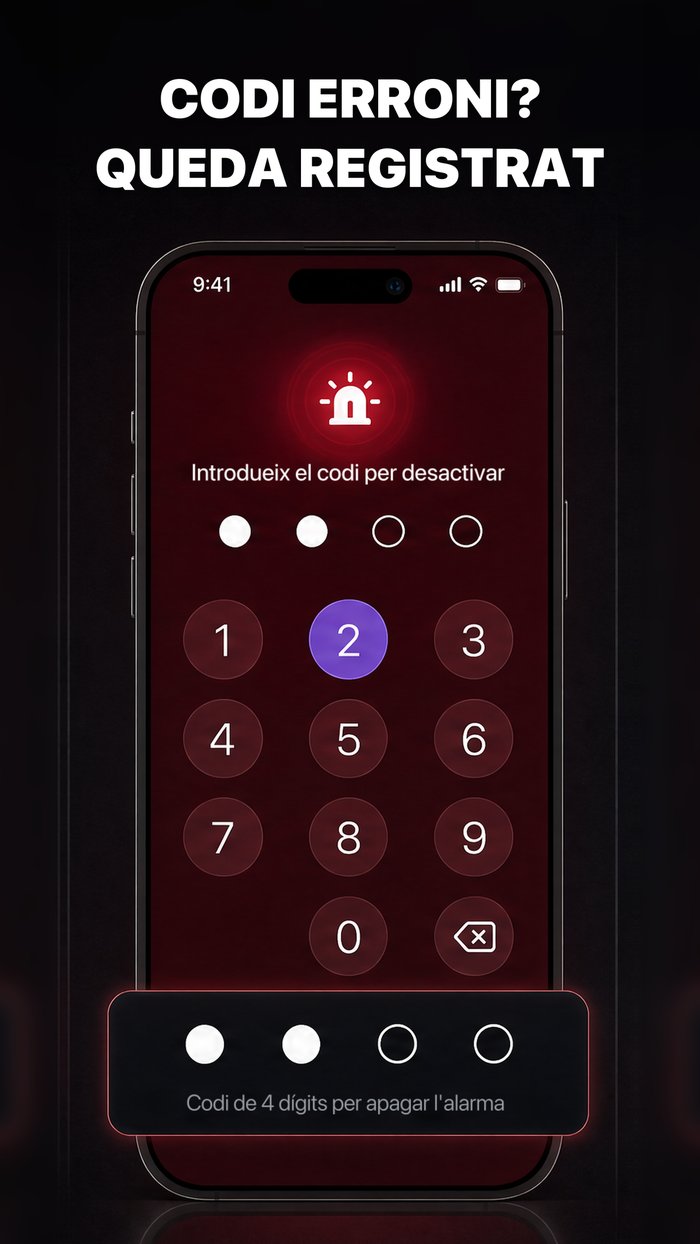 CODI ERRONI?
QUEDA REGISTRAT
9:41
Introdueix el codi per desactivar
1 2 3
4 5 6
7 8 9
0
Codi de 4 dígits per apagar l'alarma